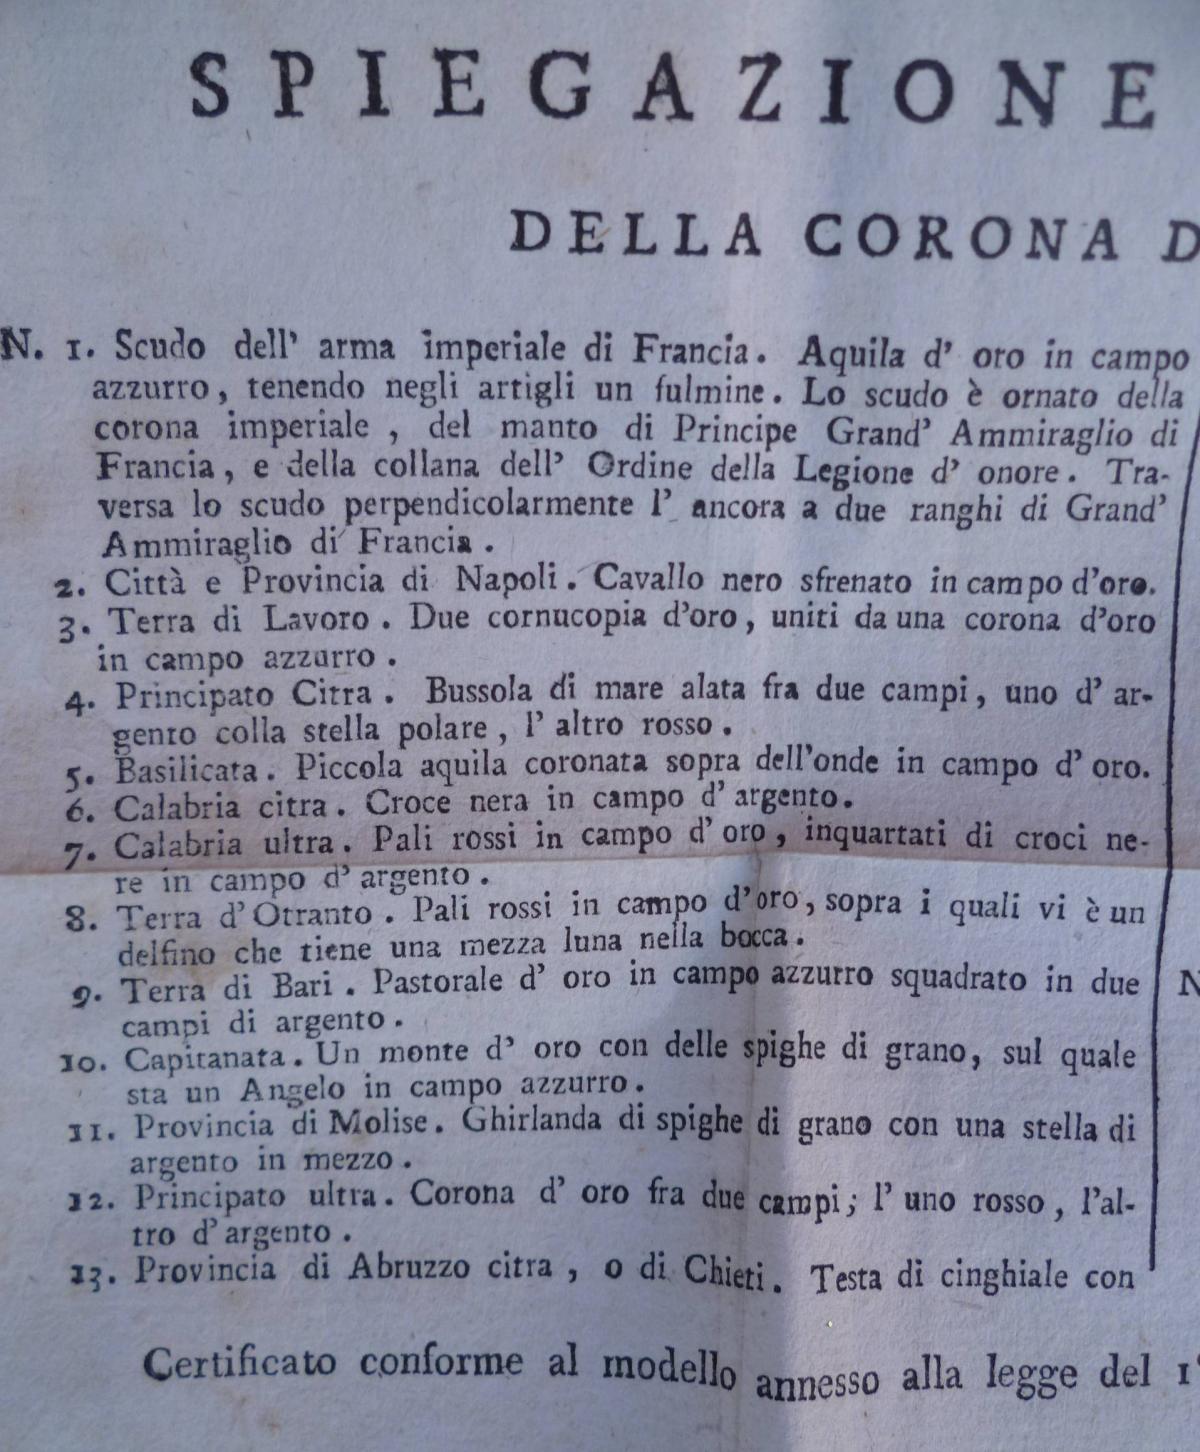 SPIEGAZIONE
DELLA CORONA D
N. 1. Scudo dell' arma imperiale di Francia. Aquila d' oro in campo
azzurro, tenendo negli artigli un fulmine. Lo scudo è ornato della
corona imperiale, del manto di Principe Grand' Ammiraglio di
Francia, e della collana dell' Ordine della Legione d' onore. Tra-
versa lo scudo perpendicolarmente l' ancora a due ranghi di Grand'
Ammiraglio di Francia.
2. Città e Provincia di Napoli. Cavallo nero sfrenato in campo d'oro.
3. Terra di Lavoro. Due cornucopia d'oro, uniti da una corona d'oro
in campo azzurro.
4. Principato Citra. Bussola di mare alata fra due campi, uno d' ar-
gento colla stella polare, l' altro rosso.
5. Basilicata. Piccola aquila coronata sopra dell'onde in campo d' oro.
6. Calabria citra. Croce nera in campo d' argento.
7. Calabria ultra. Pali rossi in campo d' oro, inquartati di croci ne-
re in campo d' argento.
8. Terra d'Otranto. Pali rossi in campo d'oro, sopra i quali vi è un
delfino che tiene una mezza luna nella bocca.
9. Terra di Bari. Pastorale d' oro in campo azzurro squadrato in due
campi di argento.
N
10. Capitanata. Un monte d' oro con delle spighe di grano, sul quale
sta un Angelo in campo azzurro.
11. Provincia di Molise. Ghirlanda di spighe di grano con una stella di
argento in mezzo.
12. Principato ultra. Corona d' oro fra due campi; l' uno rosso, l'al-
tro d' argento.
13. Provincia di Abruzzo citra, o di Chieti. Testa di cinghiale con
Certificato conforme al modello annesso alla legge del 1°